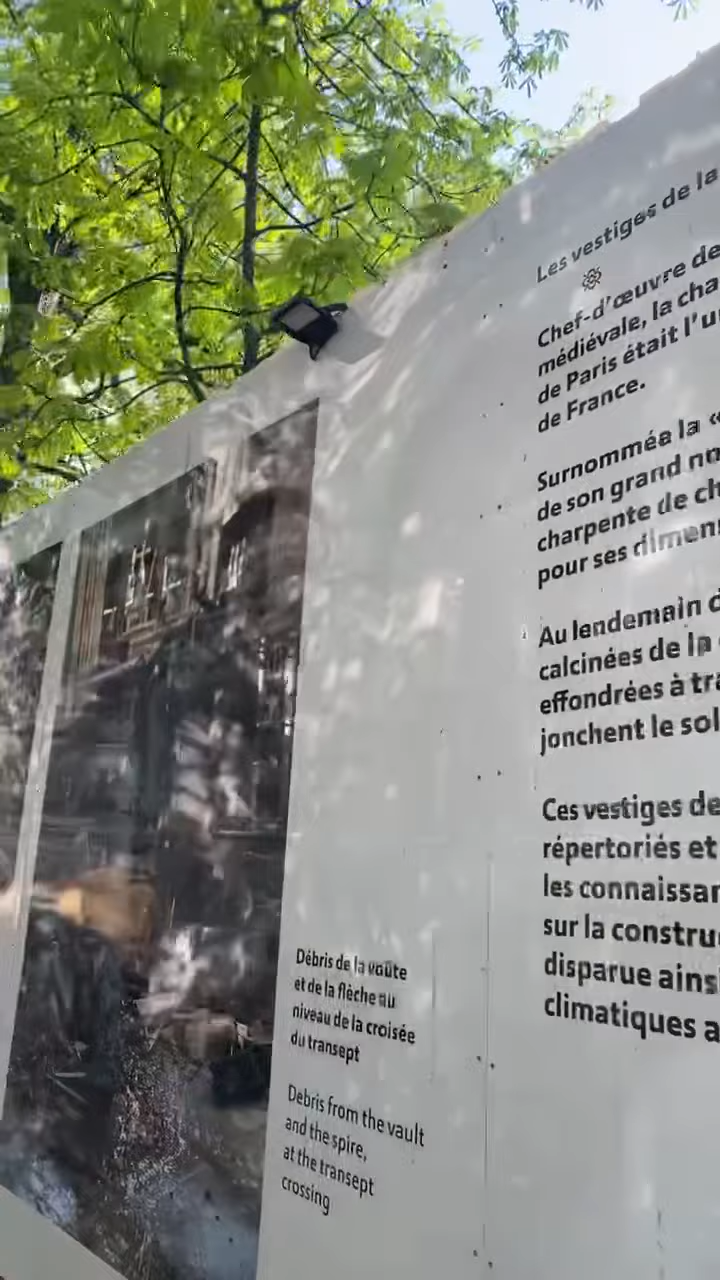 Les vestiges de la
Chef-d'œuvre de
médiévale, la cha
de Paris était l'u
de France.
Surnommée la «
de son grand no
charpente de ch
pour ses dimen
Au lendemain d
calcinées de la
effondrées à tra
jonchent le sol
Ces vestiges de
répertoriés et
les connaissan
sur la constru
disparue ainsi
climatiques a
Débris de la voûte
et de la flèche au
niveau de la croisée
du transept
Debris from the vault
and the spire,
at the transept
crossing